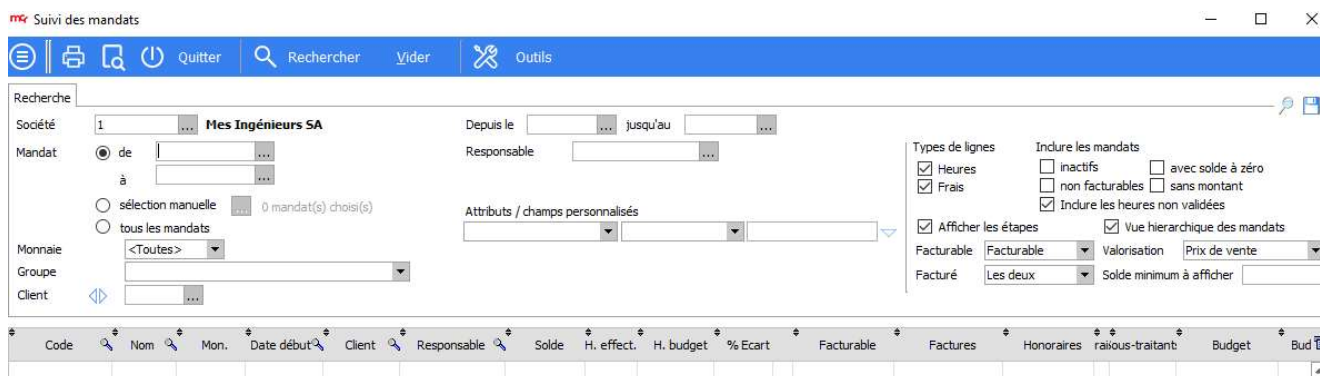 mcr Suivi des mandats
Quitter Rechercher Vider Outils
Recherche
Société 1 ... Mes Ingénieurs SA Depuis le ... jusqu'au ...
Mandat de ... Responsable ... Types de lignes Inclure les mandats
Heures inactifs avec solde à zéro
à ... Frais non facturables sans montant
sélection manuelle ... 0 mandat(s) choisi(s) Attributs / champs personnalisés Inclure les heures non validées
tous les mandats Afficher les étapes Vue hierarchique des mandats
Monnaie <Toutes> Facturable Facturable Valorisation Prix de vente
Groupe Facturé Les deux Solde minimum à afficher
Client ...
Code Nom Mon. Date début Client Responsable Solde H. effect. H. budget % Ecart Facturable Factures Honoraires ous-traitant Budget Bud